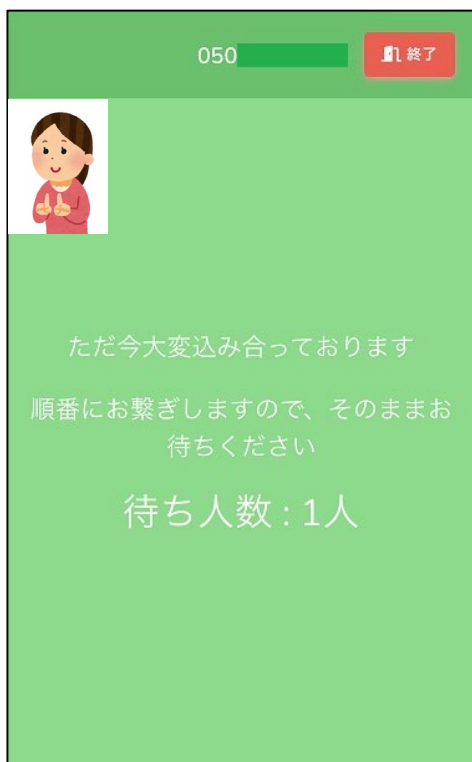 050
終了
ただ今大変込み合っております
順番にお繋ぎしますので、そのままお
待ちください
待ち人数 : 1人